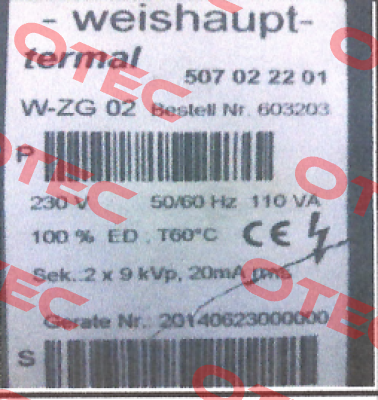 - weishaupt-
termal
507 02 22 01
W-ZG 02 Bestell Nr. 603203
P
230 V 50/60 Hz 110 VA
100 % ED , T60°C CE
Sek..2 x 9 kVp, 20mA rms
Gerate Nr.: 20140623000000
S
OTEC
OTEC
OTEC
OTEC
OTEC